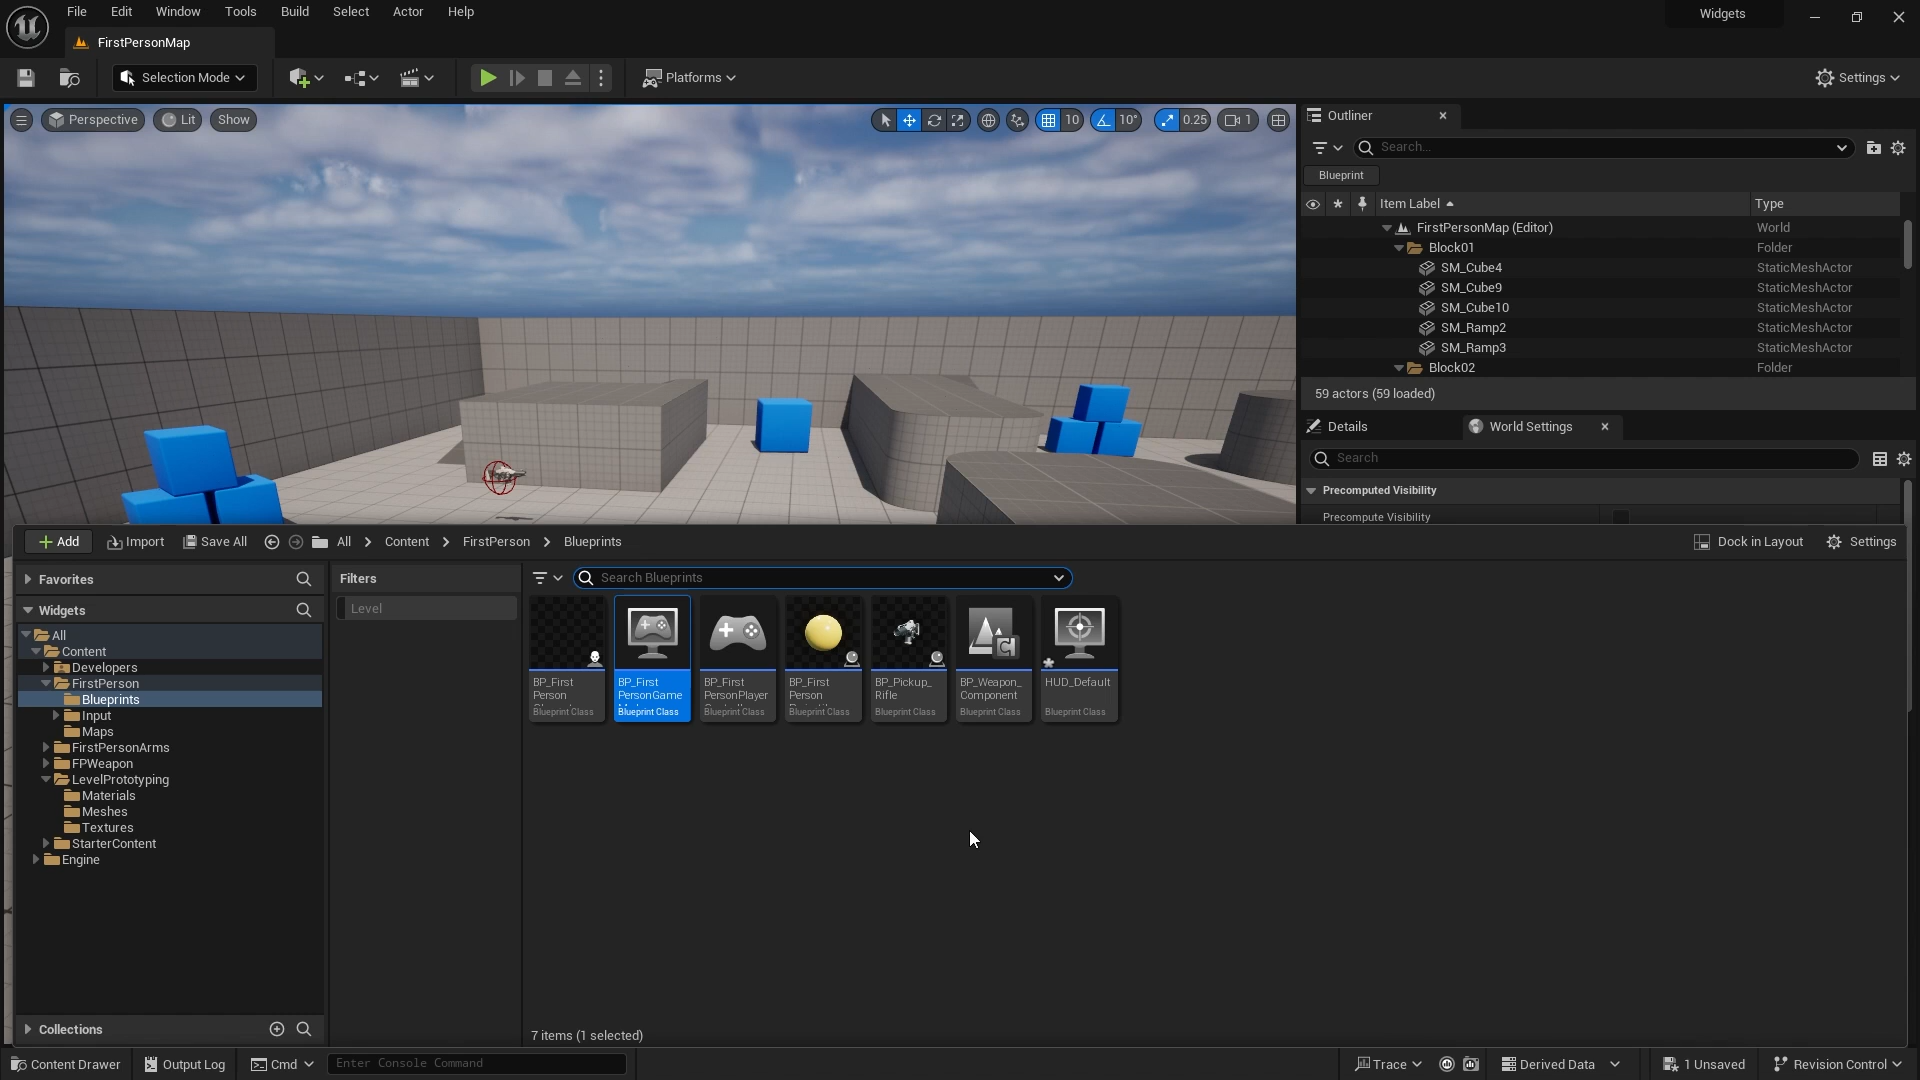 File Edit Window Tools Build Select Actor Help
Widgets
FirstPersonMap
Selection Mode
Platforms
Settings
Perspective Lit Show
10 10° 0.25 1
Outliner
Search...
Blueprint
Item Label Type
FirstPersonMap (Editor) World
Block01 Folder
SM_Cube4 StaticMeshActor
SM_Cube9 StaticMeshActor
SM_Cube10 StaticMeshActor
SM_Ramp2 StaticMeshActor
SM_Ramp3 StaticMeshActor
Block02 Folder
59 actors (59 loaded)
Details World Settings
Search
Precomputed Visibility
Precompute Visibility
Add Import Save All All Content FirstPerson Blueprints
Dock in Layout Settings
Favorites
Widgets
All
Content
Developers
FirstPerson
Blueprints
Input
Maps
FirstPersonArms
FPWeapon
LevelPrototyping
Materials
Meshes
Textures
StarterContent
Engine
Collections
Filters
Level
Search Blueprints
BP_First
Person
Blueprint Class
BP_First
PersonGame
Blueprint Class
BP_First
PersonPlayer
Blueprint Class
BP_First
Person
Blueprint Class
BP_Pickup_
Rifle
Blueprint Class
BP_Weapon_
Component
Blueprint Class
HUD_Default
Blueprint Class
7 items (1 selected)
Content Drawer Output Log Cmd Enter Console Command
Trace Derived Data 1 Unsaved Revision Control